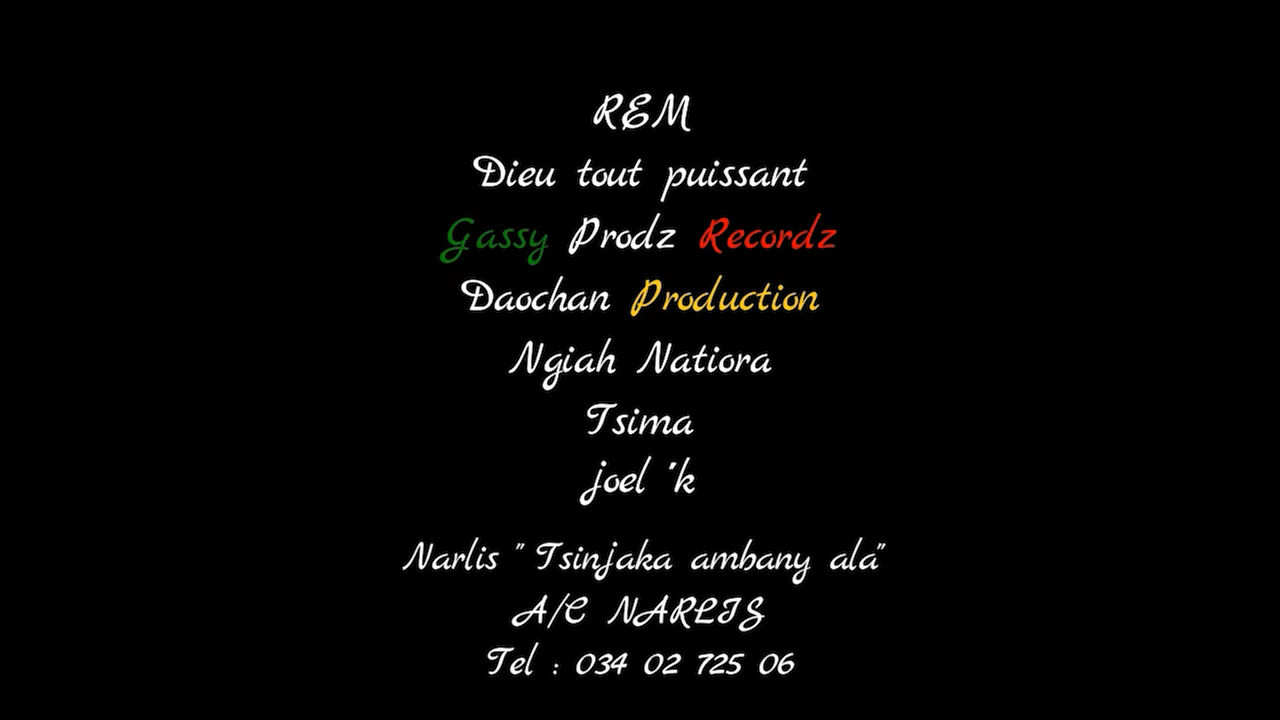 REM
Dieu tout puissant
Gassy Prodz Recordz
Daochan Production
Ngiah Natiora
Tsima
joel 'k
Narlis " Tsinjaka ambany ala"
A/C NARLIS
Tel : 034 02 725 06